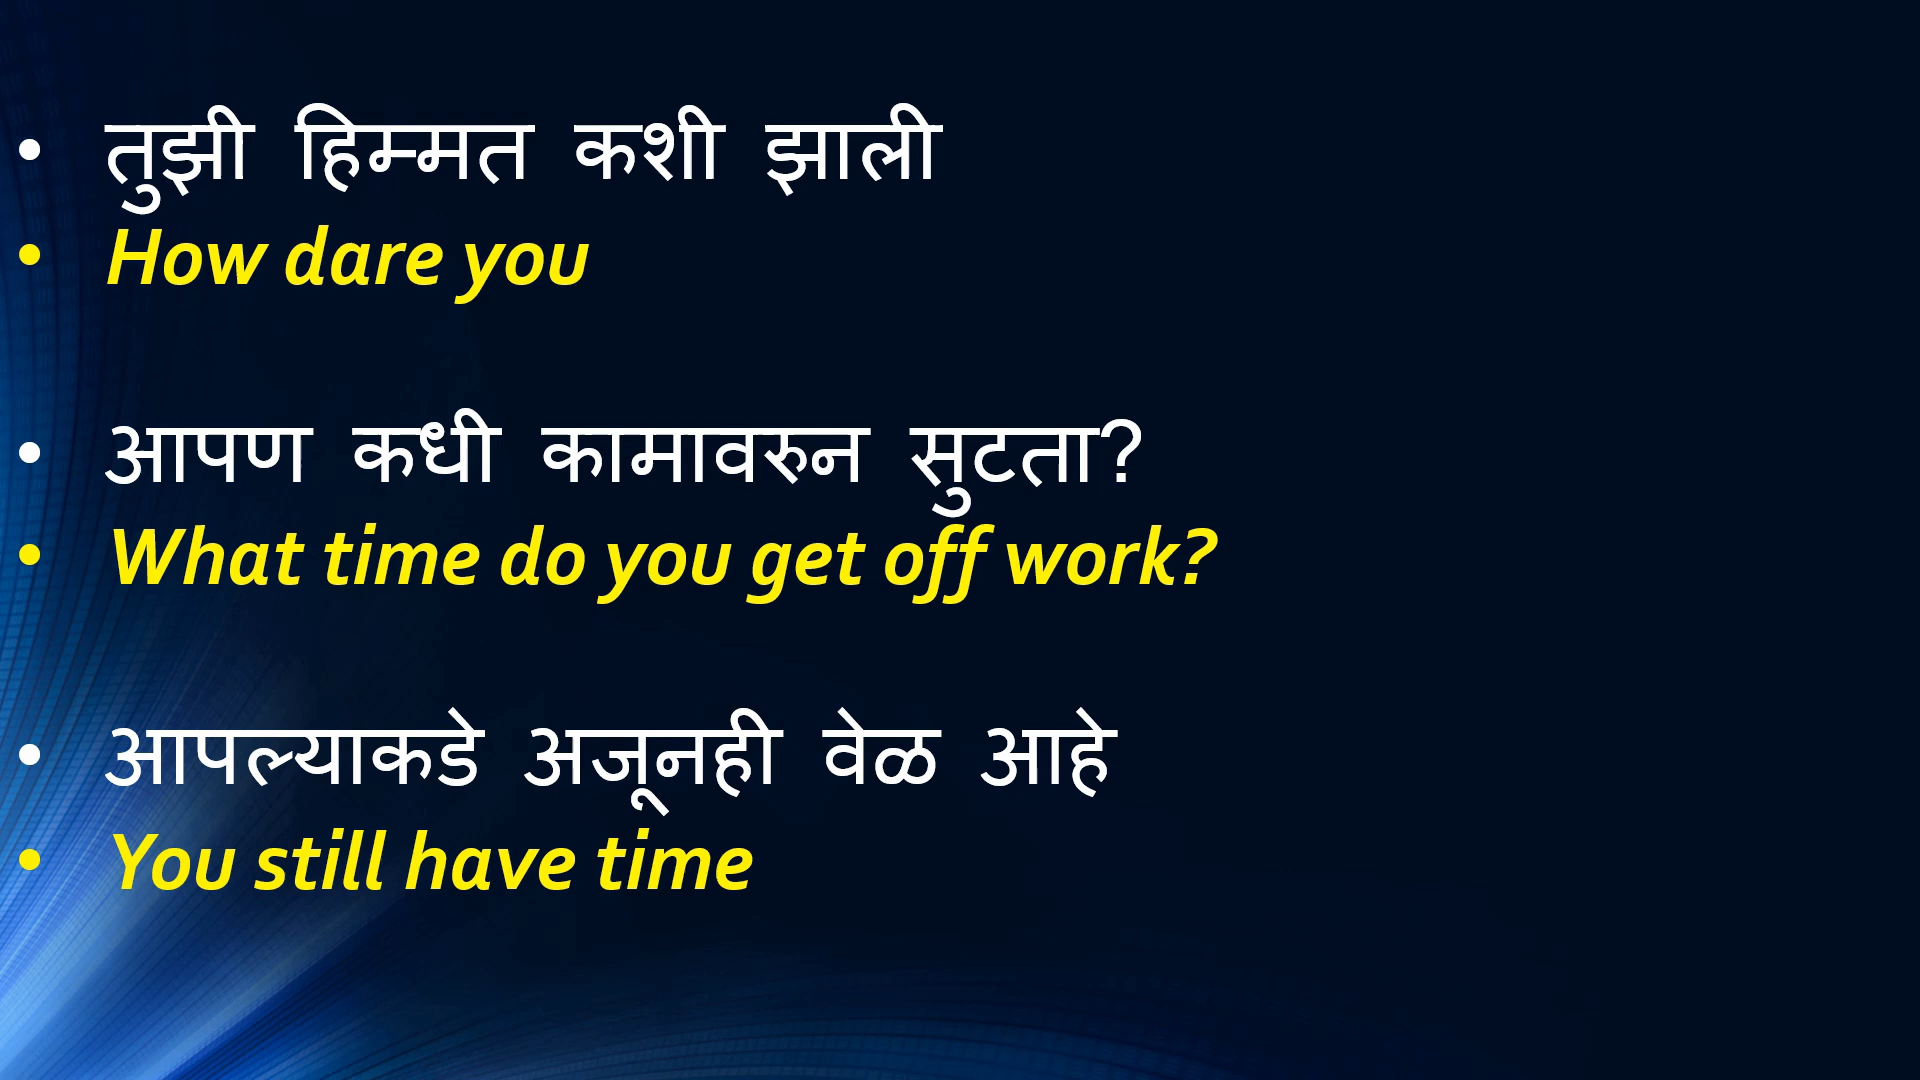 • तुझी हिम्मत कशी झाली
• How dare you
• आपण कधी कामावरुन सुटता?
• What time do you get off work?
• आपल्याकडे अजूनही वेळ आहे
• You still have time